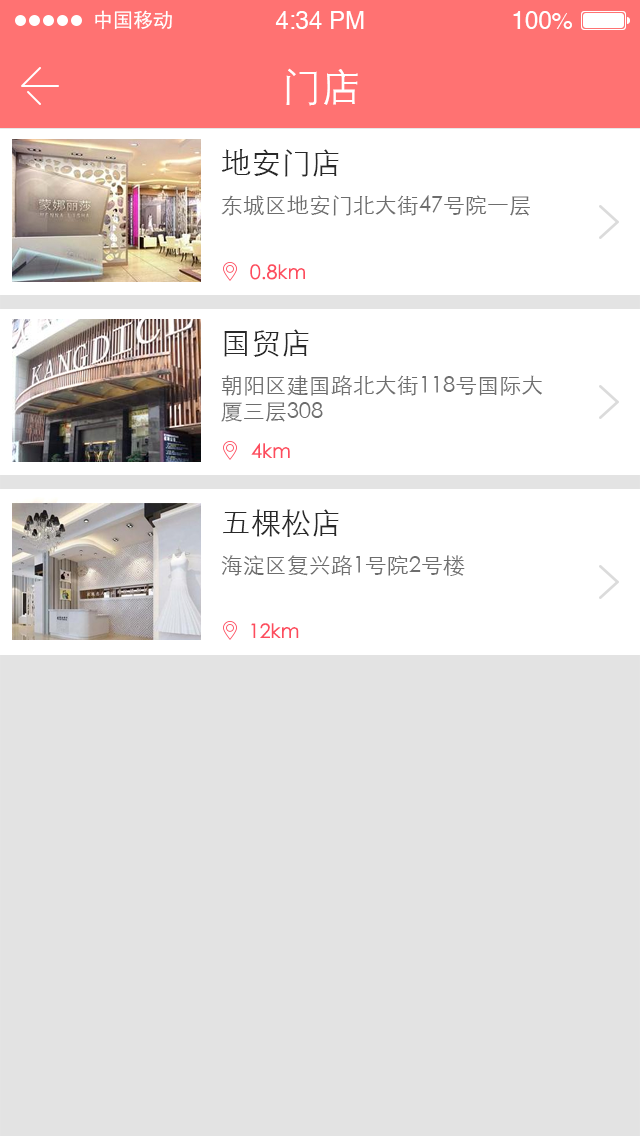 中国移动 4:34 PM 100%
门店
蒙娜丽莎
地安门店
东城区地安门北大街47号院一层
0.8km
KANGDICE
国贸店
朝阳区建国路北大街118号国际大
厦三层308
4km
五棵松店
海淀区复兴路1号院2号楼
12km